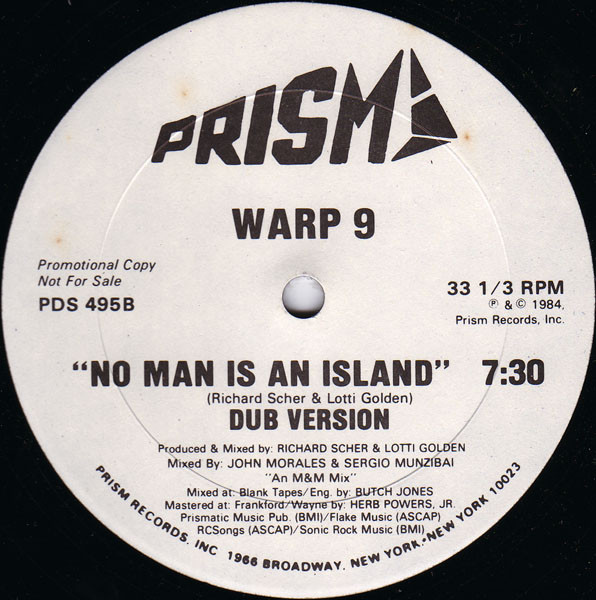 PRISM
WARP 9
Promotional Copy
Not For Sale
PDS 495B
33 1/3 RPM
℗ & © 1984,
Prism Records, Inc.
"NO MAN IS AN ISLAND" 7:30
(Richard Scher & Lotti Golden)
DUB VERSION
Produced & Mixed by: RICHARD SCHER & LOTTI GOLDEN
Mixed By: JOHN MORALES & SERGIO MUNZIBAI
"An M&M Mix"
Mixed at: Blank Tapes/Eng. by: BUTCH JONES
Mastered at: Frankford/Wayne by: HERB POWERS, JR.
Prismatic Music Pub. (BMI)/Flake Music (ASCAP)
RCSongs (ASCAP)/Sonic Rock Music (BMI)
PRISM RECORDS, INC 1966 BROADWAY, NEW YORK, NEW YORK 10023